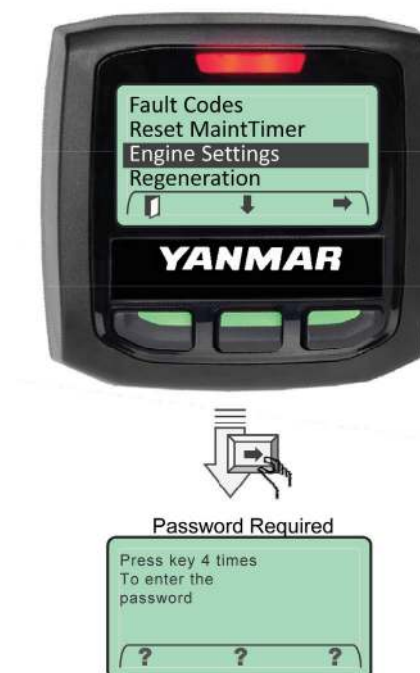 Fault Codes
Reset MaintTimer
Engine Settings
Regeneration
YANMAR
Password Required
Press key 4 times
To enter the
password
? ? ?